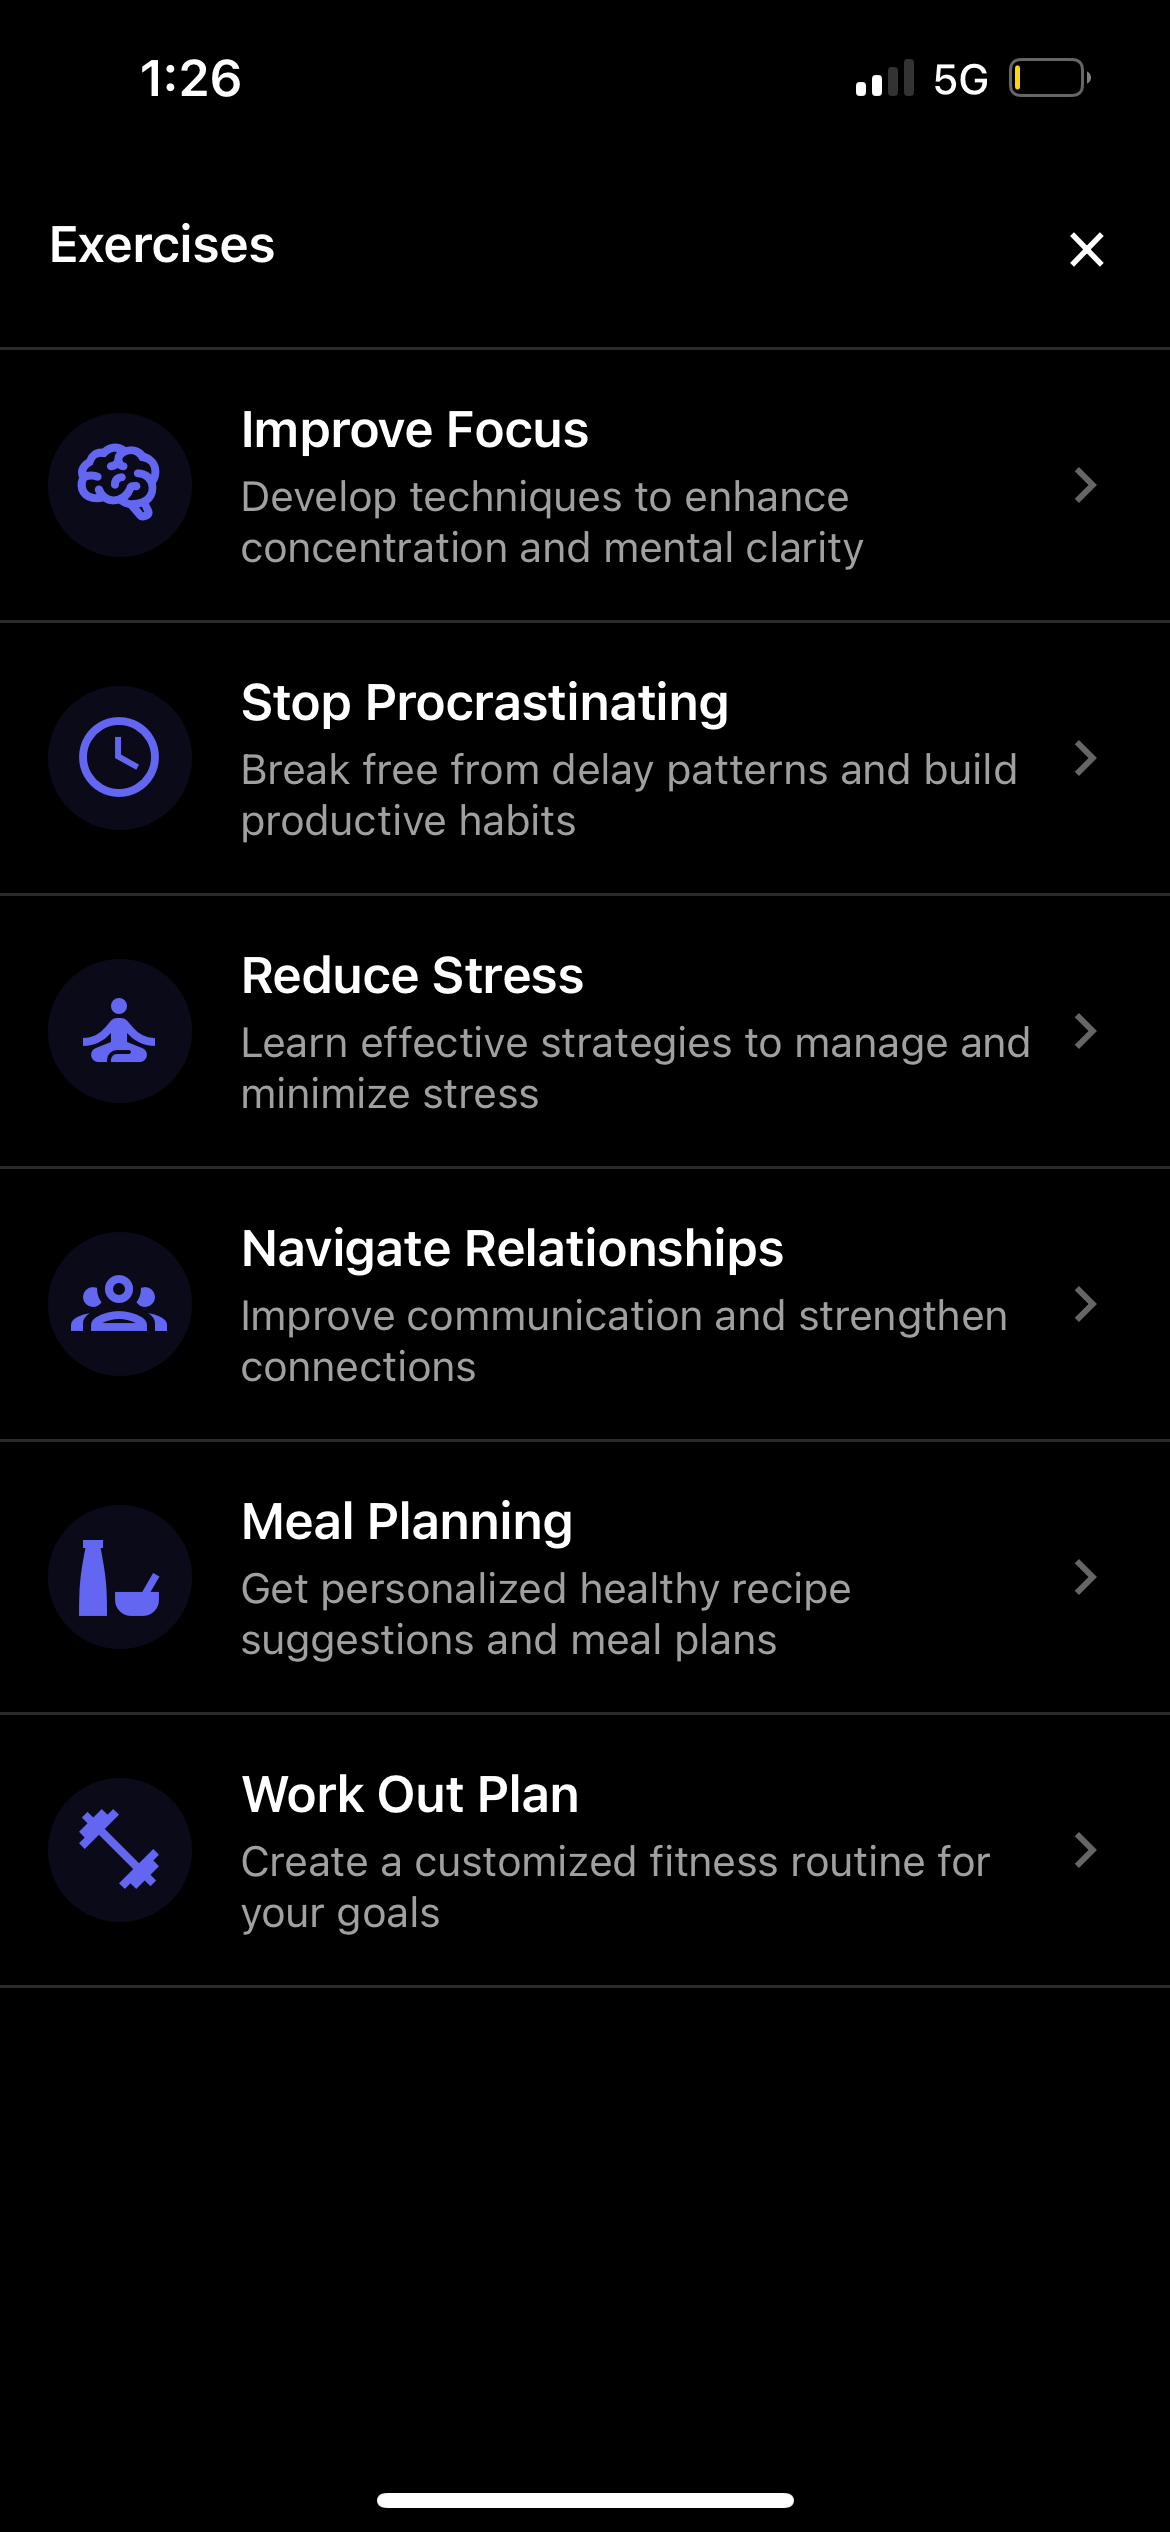 1:26
5G
Exercises
Improve Focus
Develop techniques to enhance
concentration and mental clarity
Stop Procrastinating
Break free from delay patterns and build
productive habits
Reduce Stress
Learn effective strategies to manage and
minimize stress
Navigate Relationships
Improve communication and strengthen
connections
Meal Planning
Get personalized healthy recipe
suggestions and meal plans
Work Out Plan
Create a customized fitness routine for
your goals